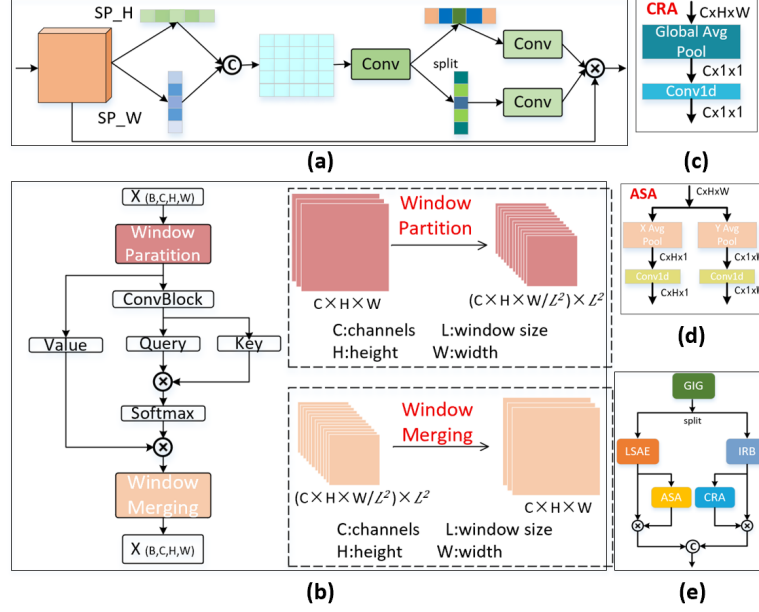 SP_H
SP_W
C
Conv
split
Conv
Conv
(a)
CRA
CxHxW
Global Avg
Pool
Cx1x1
Conv1d
Cx1x1
(c)
X (B,C,H,W)
Window
Paratition
ConvBlock
Value
Query
Key
Softmax
Window
Merging
X (B,C,H,W)
Window
Partition
C×H×W
(C×H×W/L²)×L²
C:channels L:window size
H:height W:width
Window
Merging
(C×H×W/L²)×L²
C×H×W
C:channels L:window size
H:height W:width
(b)
ASA
CxHxW
X Avg
Pool
Y Avg
Pool
CxHx1
Conv1d
Conv1d
CxHx1
(d)
GIG
split
LSAE
IRB
ASA
CRA
C
(e)